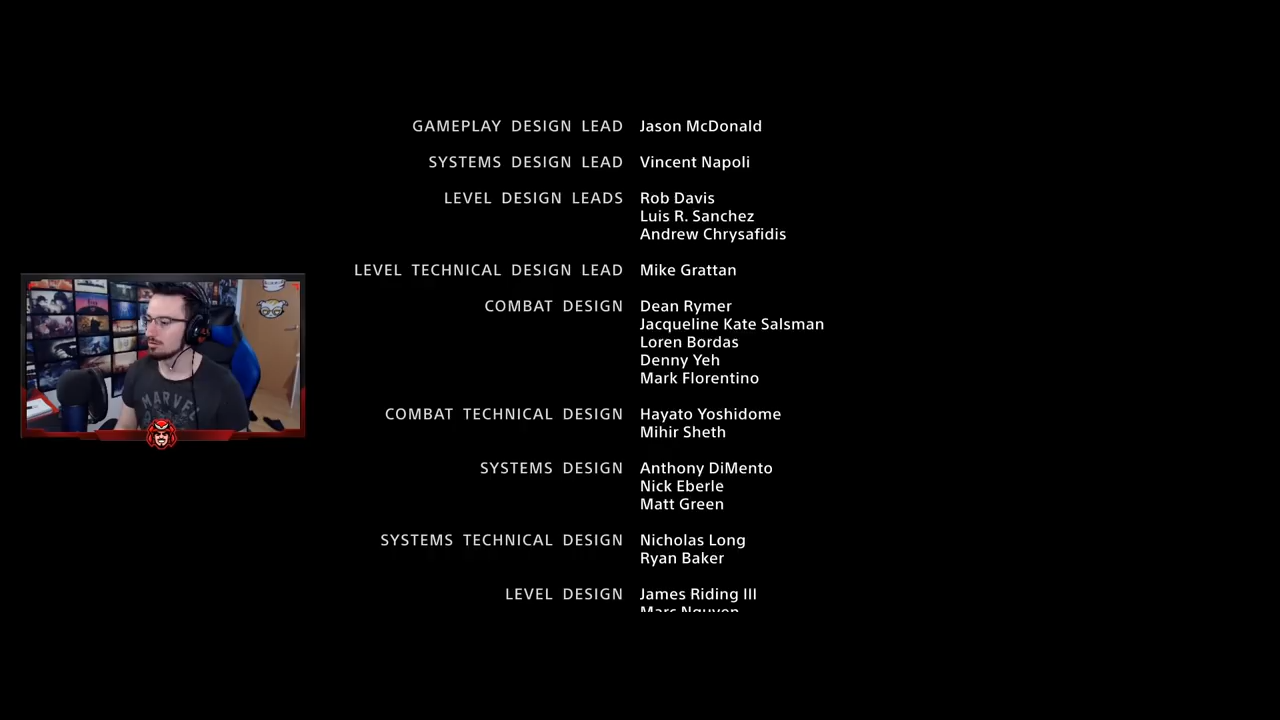 GAMEPLAY DESIGN LEAD Jason McDonald
SYSTEMS DESIGN LEAD Vincent Napoli
LEVEL DESIGN LEADS Rob Davis
Luis R. Sanchez
Andrew Chrysafidis
LEVEL TECHNICAL DESIGN LEAD Mike Grattan
COMBAT DESIGN Dean Rymer
Jacqueline Kate Salsman
Loren Bordas
Denny Yeh
Mark Florentino
COMBAT TECHNICAL DESIGN Hayato Yoshidome
Mihir Sheth
SYSTEMS DESIGN Anthony DiMento
Nick Eberle
Matt Green
SYSTEMS TECHNICAL DESIGN Nicholas Long
Ryan Baker
LEVEL DESIGN James Riding III
Marc Nguyen
MARVEL